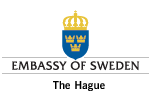 EMBASSY OF SWEDEN
The Hague